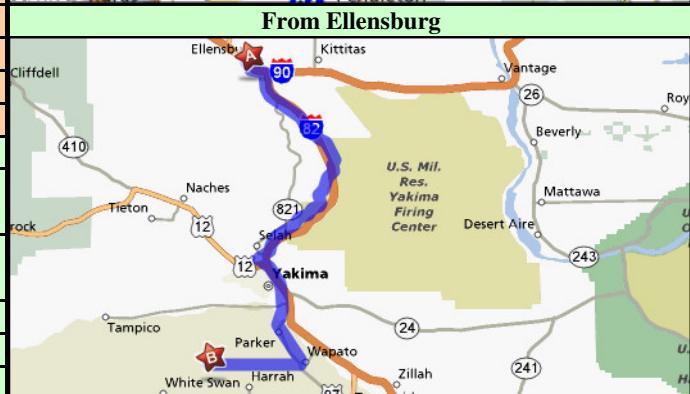 From Ellensburg
Ellensbu
A
Kittitas
90
Cliffdell
Vantage
26
Roy
82
Beverly
410
U.S. Mil.
Res.
Yakima
Firing
Center
Naches
Mattawa
Tieton
821
12
rock
Desert Aire
Selah
243
12
Yakima
Tampico
24
Parker
B
Wapato
241
White Swan
Harrah
Zillah